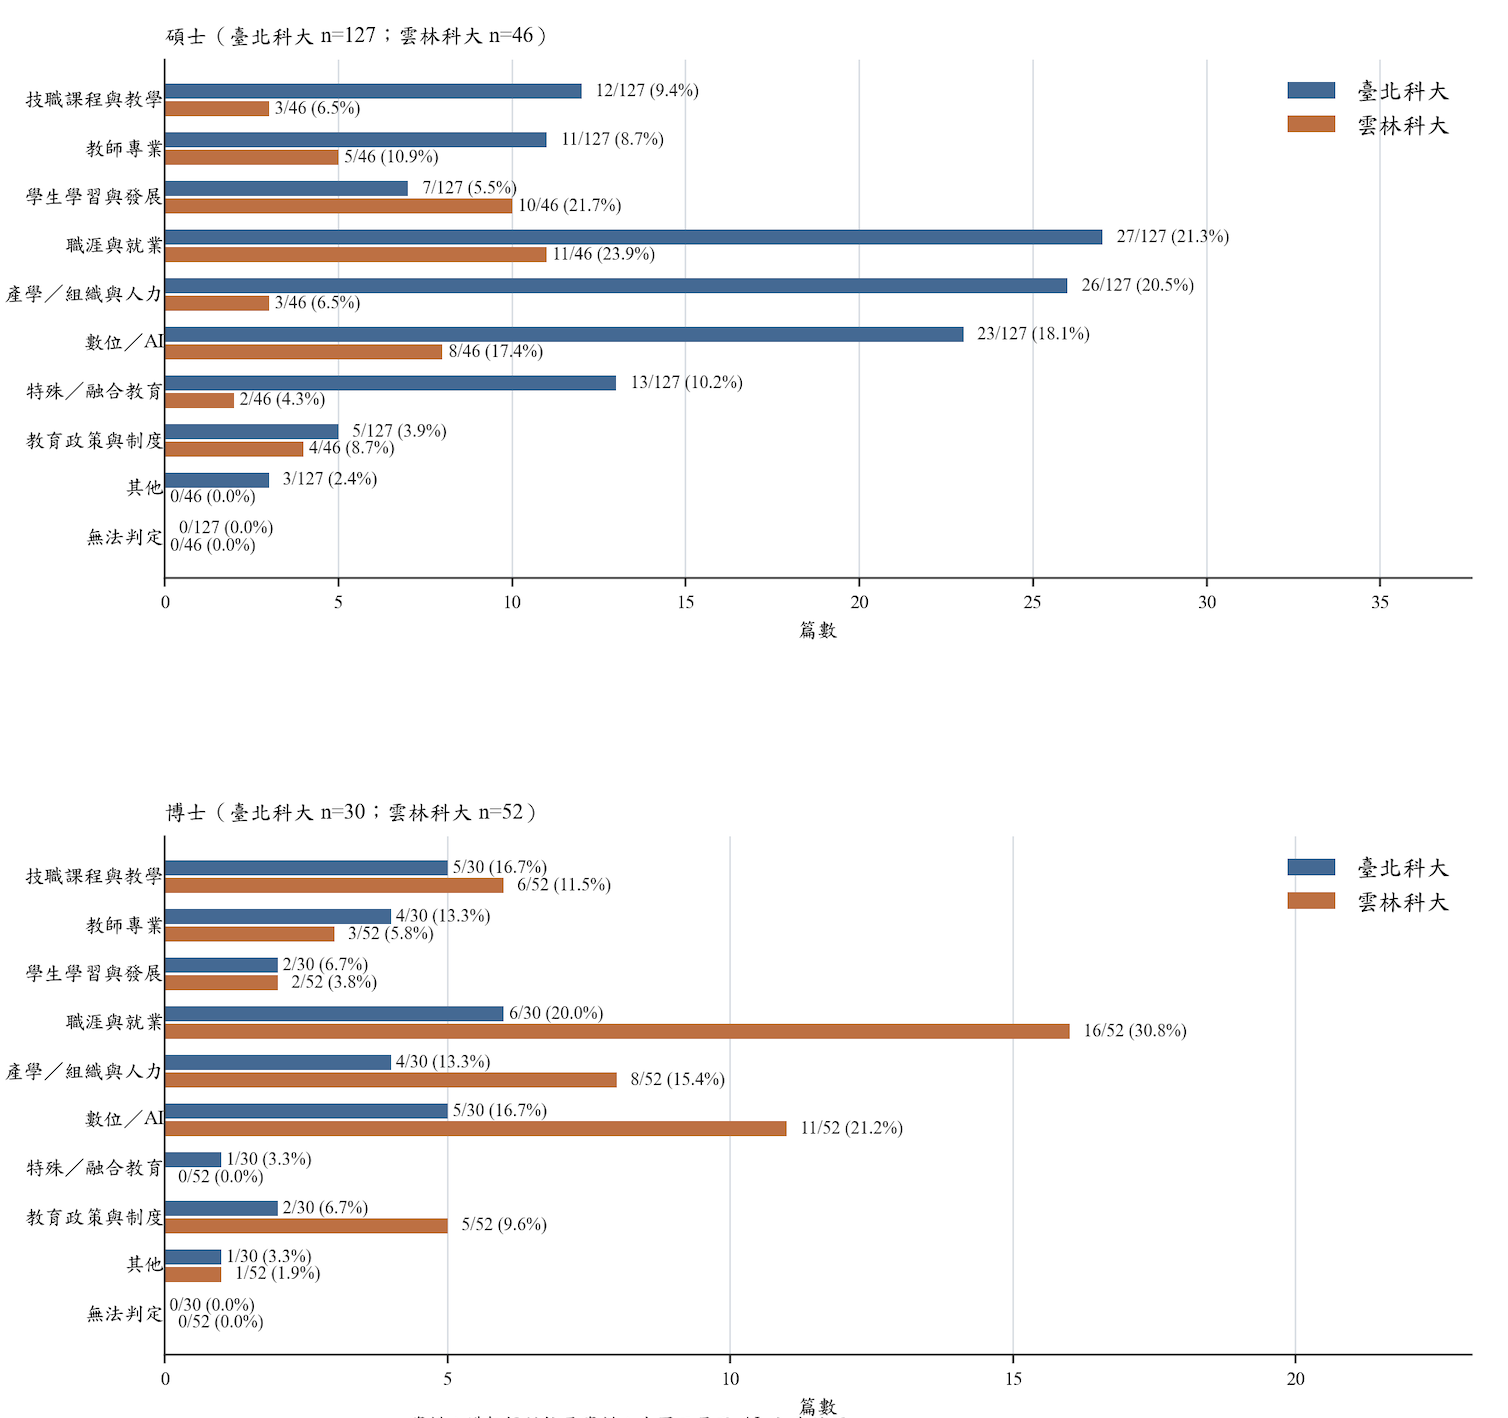 碩士（臺北科大 n=127；雲林科大 n=46）
臺北科大
雲林科大
技職課程與教學
12/127 (9.4%)
3/46 (6.5%)
教師專業
11/127 (8.7%)
5/46 (10.9%)
學生學習與發展
7/127 (5.5%)
10/46 (21.7%)
職涯與就業
27/127 (21.3%)
11/46 (23.9%)
產學／組織與人力
26/127 (20.5%)
3/46 (6.5%)
數位／AI
23/127 (18.1%)
8/46 (17.4%)
特殊／融合教育
13/127 (10.2%)
2/46 (4.3%)
教育政策與制度
5/127 (3.9%)
4/46 (8.7%)
其他
3/127 (2.4%)
0/46 (0.0%)
無法判定
0/127 (0.0%)
0/46 (0.0%)
0 5 10 15 20 25 30 35
篇數
博士（臺北科大 n=30；雲林科大 n=52）
臺北科大
雲林科大
技職課程與教學
5/30 (16.7%)
6/52 (11.5%)
教師專業
4/30 (13.3%)
3/52 (5.8%)
學生學習與發展
2/30 (6.7%)
2/52 (3.8%)
職涯與就業
6/30 (20.0%)
16/52 (30.8%)
產學／組織與人力
4/30 (13.3%)
8/52 (15.4%)
數位／AI
5/30 (16.7%)
11/52 (21.2%)
特殊／融合教育
1/30 (3.3%)
0/52 (0.0%)
教育政策與制度
2/30 (6.7%)
5/52 (9.6%)
其他
1/30 (3.3%)
1/52 (1.9%)
無法判定
0/30 (0.0%)
0/52 (0.0%)
0 5 10 15 20
篇數